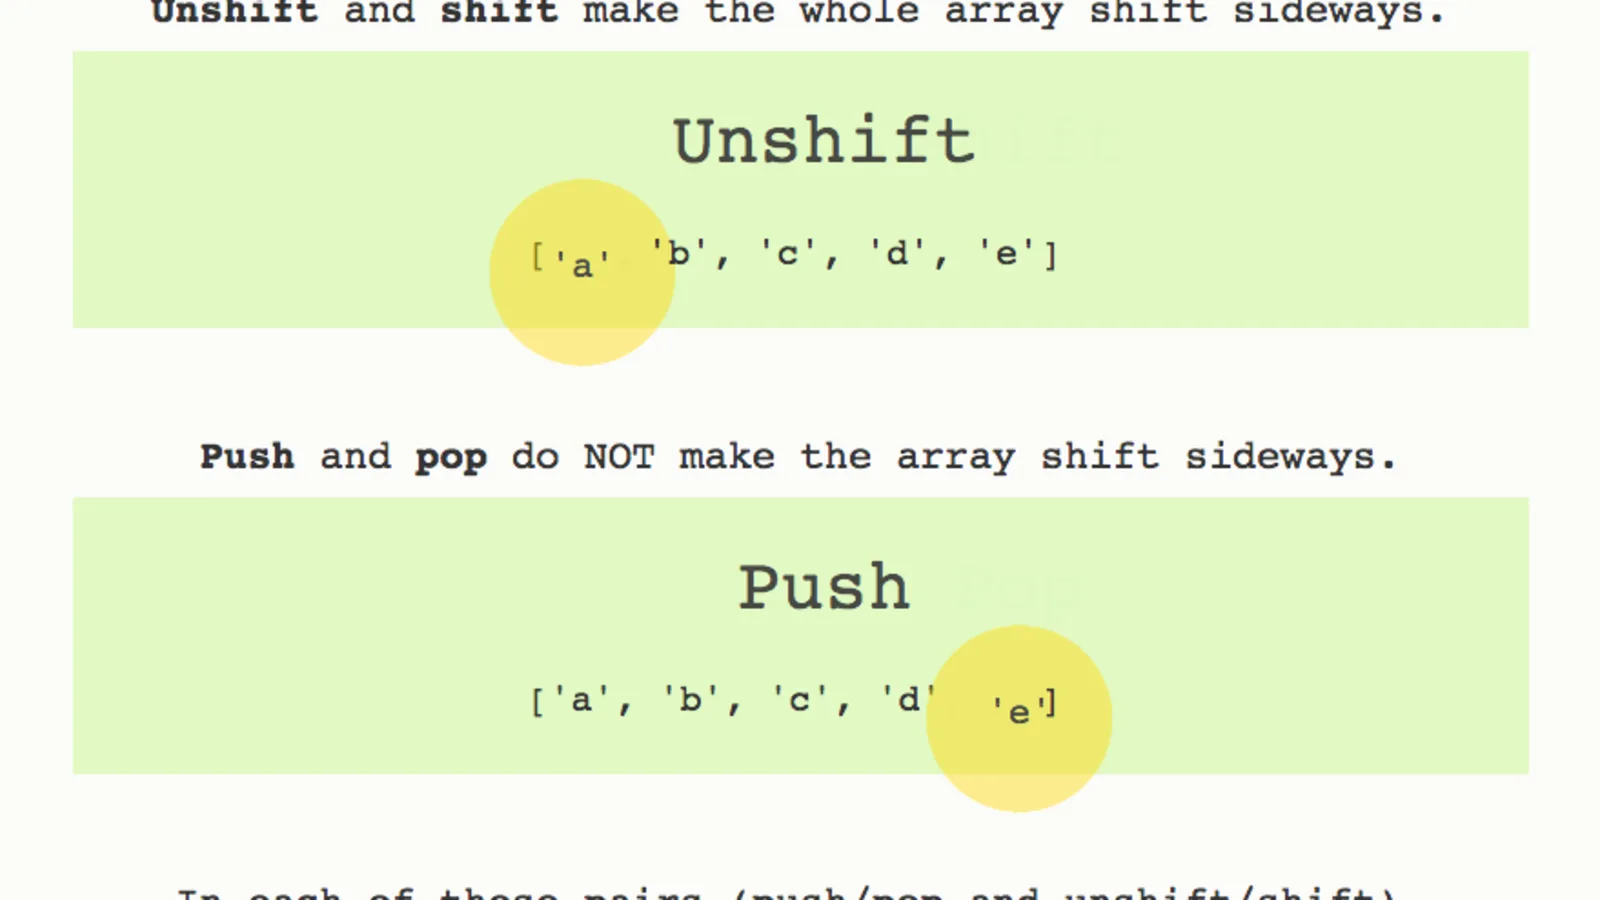 Unshift and shift make the whole array shift sideways.
Unshift
['a' 'b', 'c', 'd', 'e']
Push and pop do NOT make the array shift sideways.
Push Pop
['a', 'b', 'c', 'd' 'e']
In each of these pairs (push/pop and unshift/shift)